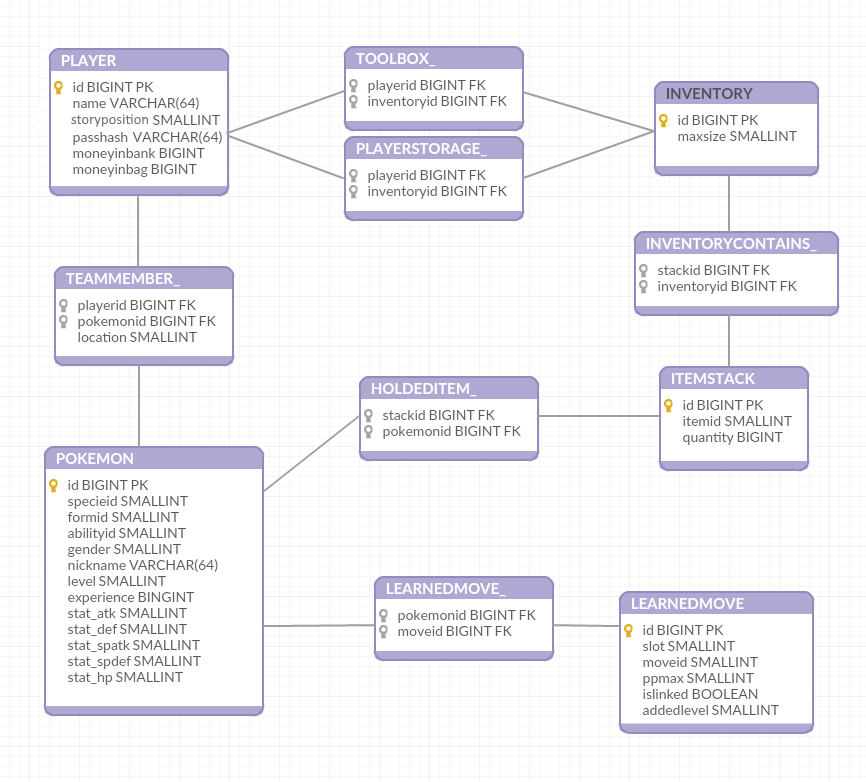 PLAYER
id BIGINT PK
name VARCHAR(64)
storyposition SMALLINT
passhash VARCHAR(64)
moneyinbank BIGINT
moneyinbag BIGINT
TOOLBOX_
playerid BIGINT FK
inventoryid BIGINT FK
PLAYERSTORAGE_
playerid BIGINT FK
inventoryid BIGINT FK
INVENTORY
id BIGINT PK
maxsize SMALLINT
INVENTORYCONTAINS_
stackid BIGINT FK
inventoryid BIGINT FK
TEAMMEMBER_
playerid BIGINT FK
pokemonid BIGINT FK
location SMALLINT
HOLDEDITEM_
stackid BIGINT FK
pokemonid BIGINT FK
ITEMSTACK
id BIGINT PK
itemid SMALLINT
quantity BIGINT
POKEMON
id BIGINT PK
specieid SMALLINT
formid SMALLINT
abilityid SMALLINT
gender SMALLINT
nickname VARCHAR(64)
level SMALLINT
experience BINGINT
stat_atk SMALLINT
stat_def SMALLINT
stat_spatk SMALLINT
stat_spdef SMALLINT
stat_hp SMALLINT
LEARNEDMOVE_
pokemonid BIGINT FK
moveid BIGINT FK
LEARNEDMOVE
id BIGINT PK
slot SMALLINT
moveid SMALLINT
ppmax SMALLINT
islinked BOOLEAN
addedlevel SMALLINT